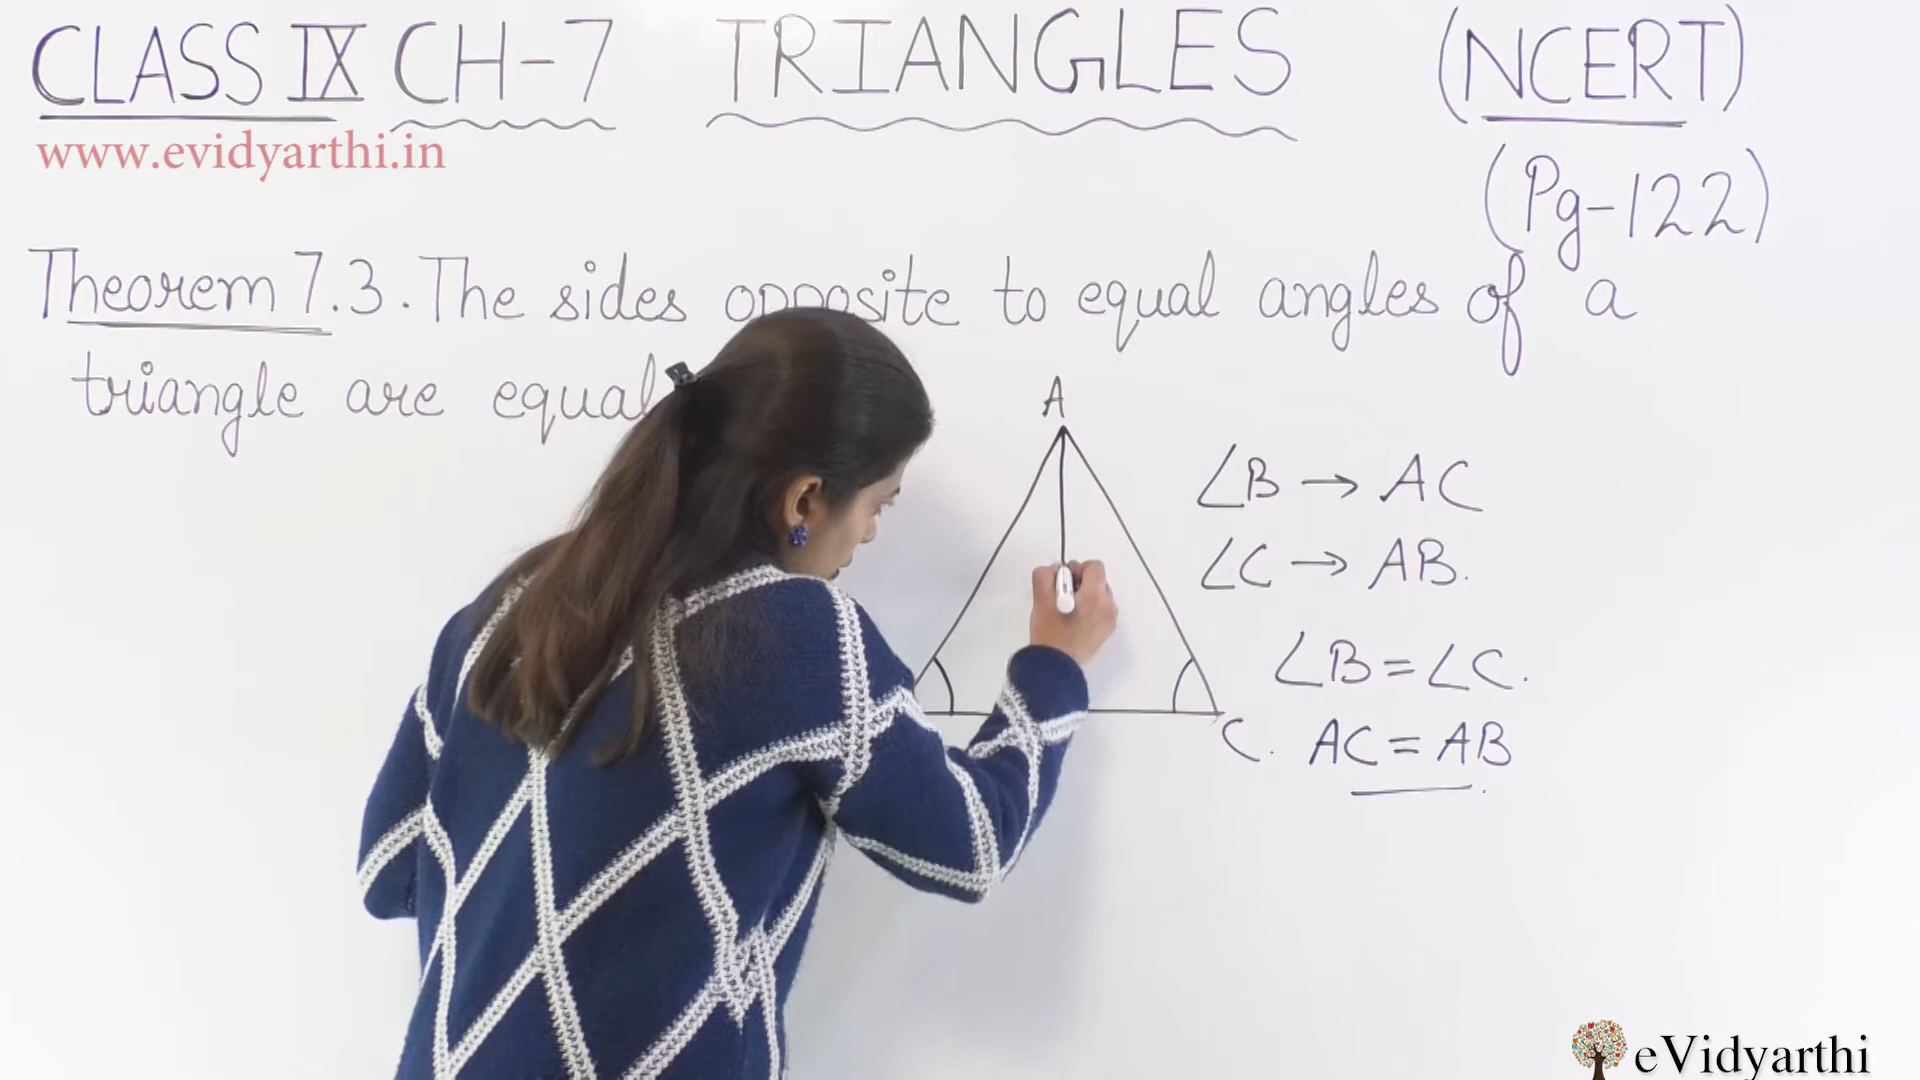 CLASS IX CH-7 TRIANGLES (NCERT)
www.evidyarthi.in
(Pg-122)
Theorem 7.3. The sides opposite to equal angles of a
triangle are equal
A
∠B → AC
∠C → AB.
∠B = ∠C.
C. AC = AB
eVidyarthi